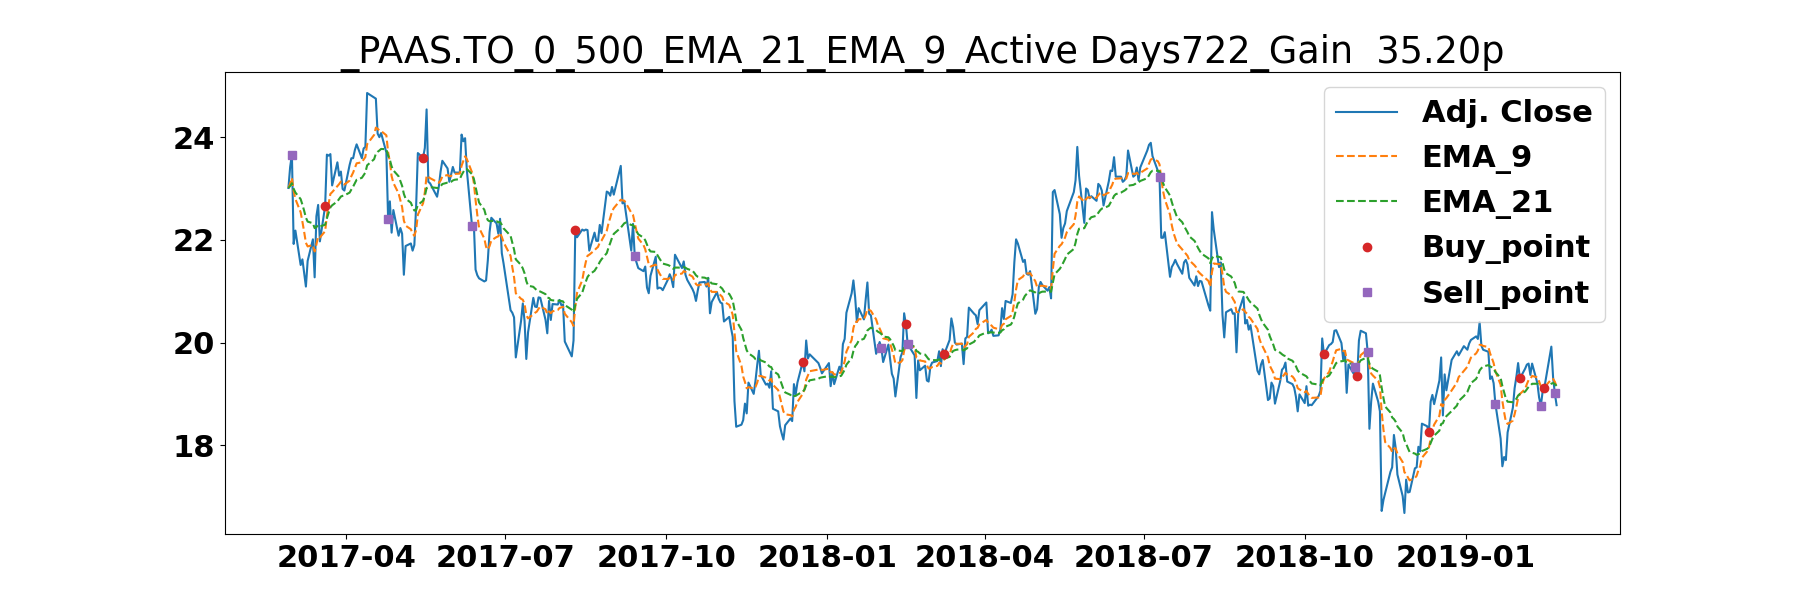 _PAAS.TO_0_500_EMA_21_EMA_9_Active Days722_Gain  35.20p
24
22
20
18
Adj. Close
EMA_9
EMA_21
Buy_point
Sell_point
2017-04 2017-07 2017-10 2018-01 2018-04 2018-07 2018-10 2019-01